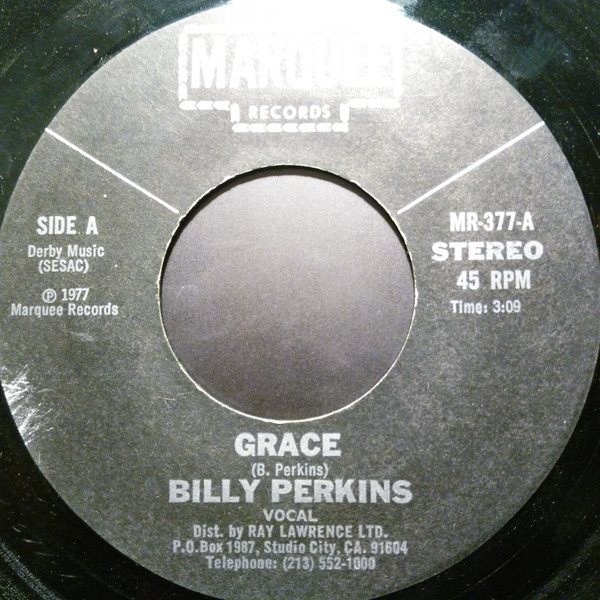 MARQUEE
RECORDS
SIDE A
Derby Music
(SESAC)
℗ 1977
Marquee Records
MR-377-A
STEREO
45 RPM
Time: 3:09
GRACE
(B. Perkins)
BILLY PERKINS
VOCAL
Dist. by RAY LAWRENCE LTD.
P.O.Box 1987, Studio City, CA. 91604
Telephone: (213) 552-1000